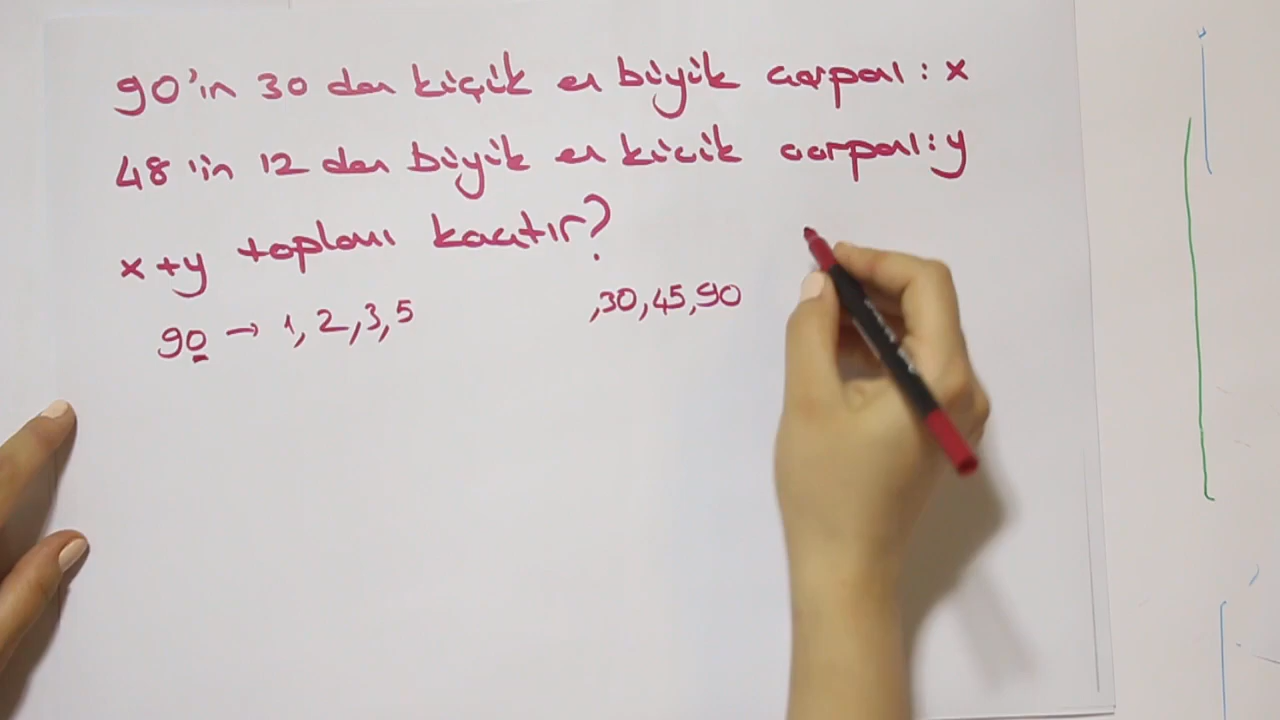 90'ın 30 dan küçük en büyük çarpanı : x
48'in 12 dan büyük en küçük çarpanı : y
x+y toplamı kaçtır?
90 → 1, 2, 3, 5 , 30, 45, 90